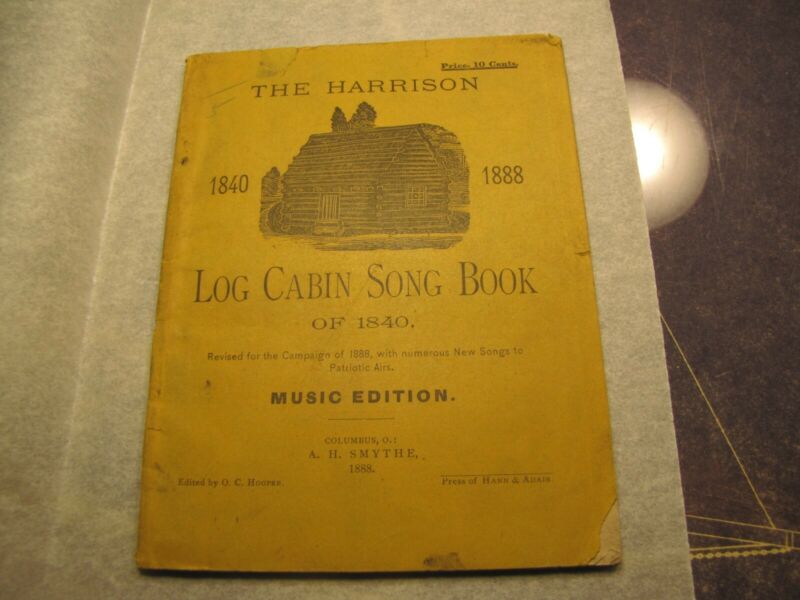 Price, 10 Cents.
THE HARRISON
1840
1888
LOG CABIN SONG BOOK
OF 1840,
Revised for the Campaign of 1888, with numerous New Songs to
Patriotic Airs.
MUSIC EDITION.
COLUMBUS, O.:
A. H. SMYTHE,
1888.
Edited by O. C. HOOPER.
Press of HANN & ADAIR